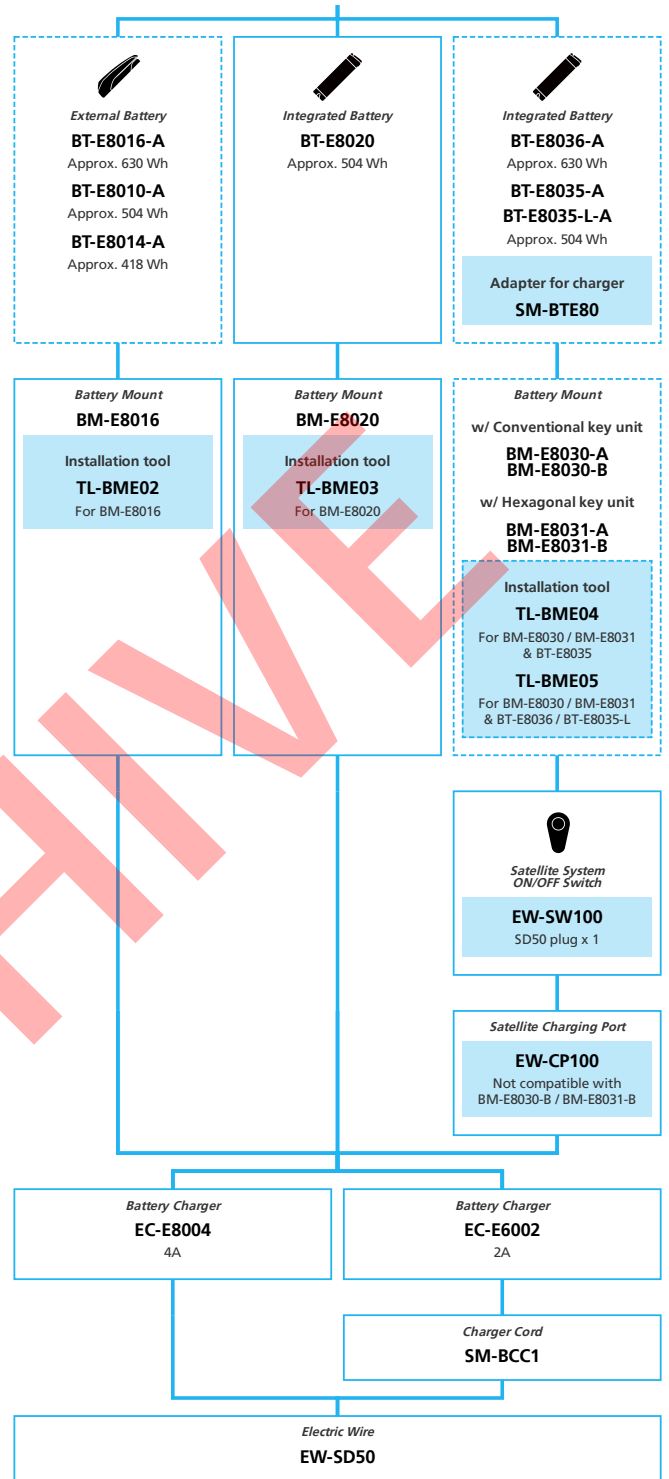 External Battery
BT-E8016-A
Approx. 630 Wh
BT-E8010-A
Approx. 504 Wh
BT-E8014-A
Approx. 418 Wh
Integrated Battery
BT-E8020
Approx. 504 Wh
Integrated Battery
BT-E8036-A
Approx. 630 Wh
BT-E8035-A
BT-E8035-L-A
Approx. 504 Wh
Adapter for charger
SM-BTE80
Battery Mount
BM-E8016
Installation tool
TL-BME02
For BM-E8016
Battery Mount
BM-E8020
Installation tool
TL-BME03
For BM-E8020
Battery Mount
w/ Conventional key unit
BM-E8030-A
BM-E8030-B
w/ Hexagonal key unit
BM-E8031-A
BM-E8031-B
Installation tool
TL-BME04
For BM-E8030 / BM-E8031
& BT-E8035
TL-BME05
For BM-E8030 / BM-E8031
& BT-E8036 / BT-E8035-L
Satellite System
ON/OFF Switch
EW-SW100
SD50 plug x 1
Satellite Charging Port
EW-CP100
Not compatible with
BM-E8030-B / BM-E8031-B
Battery Charger
EC-E8004
4A
Battery Charger
EC-E6002
2A
Charger Cord
SM-BCC1
Electric Wire
EW-SD50
HIVE